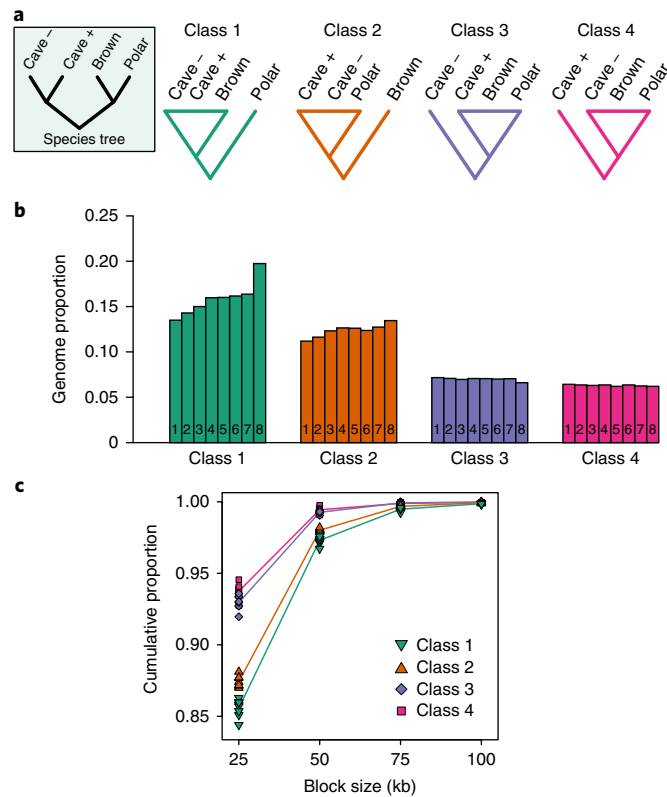 a
Cave – Cave + Brown Polar
Species tree
Class 1
Cave – Cave + Brown Polar
Class 2
Cave + Cave – Polar Brown
Class 3
Cave – Cave + Brown Polar
Class 4
Cave + Cave – Brown Polar
b
Genome proportion
0.25
0.20
0.15
0.10
0.05
0
1 2 3 4 5 6 7 8
1 2 3 4 5 6 7 8
1 2 3 4 5 6 7 8
1 2 3 4 5 6 7 8
Class 1 Class 2 Class 3 Class 4
c
Cumulative proportion
1.00
0.95
0.90
0.85
Class 1
Class 2
Class 3
Class 4
25 50 75 100
Block size (kb)